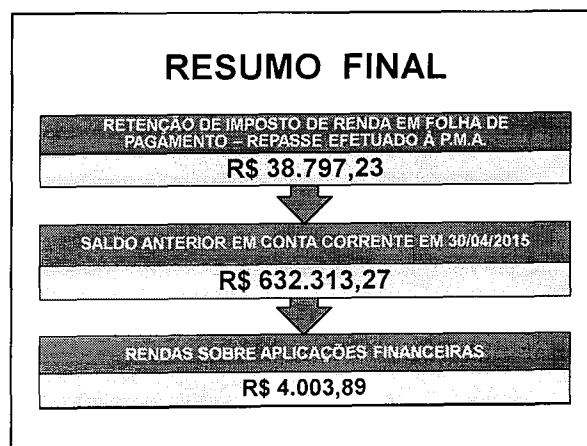 RESUMO FINAL
RETENÇÃO DE IMPOSTO DE RENDA EM FOLHA DE
PAGAMENTO – REPASSE EFETUADO À P.M.A.
R$ 38.797,23
SALDO ANTERIOR EM CONTA CORRENTE EM 30/04/2015
R$ 632.313,27
RENDAS SOBRE APLICAÇÕES FINANCEIRAS
R$ 4.003,89